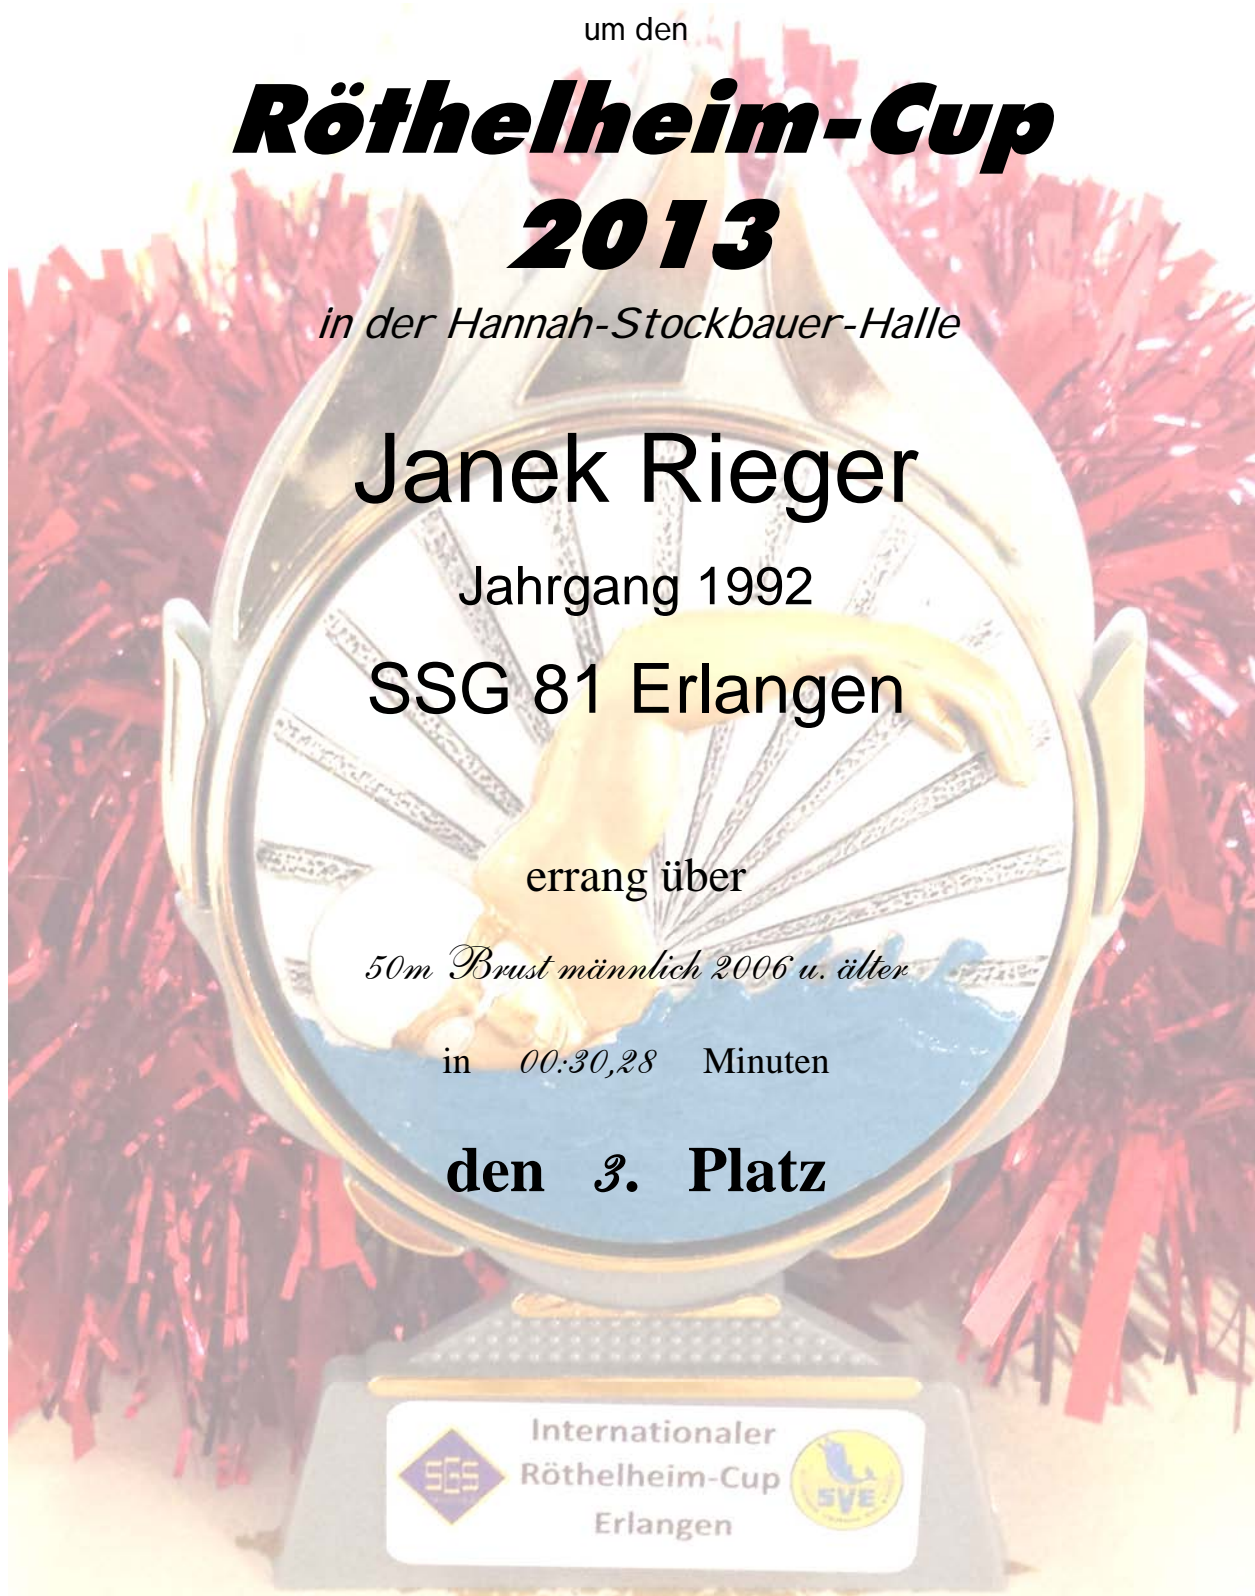 um den
Röthelheim-Cup
2013
in der Hannah-Stockbauer-Halle
Janek Rieger
Jahrgang 1992
SSG 81 Erlangen
errang über
50m Brust männlich 2006 u. älter
in 00:30,28 Minuten
den 3. Platz
Internationaler
SGS Röthelheim-Cup SVE
Erlangen